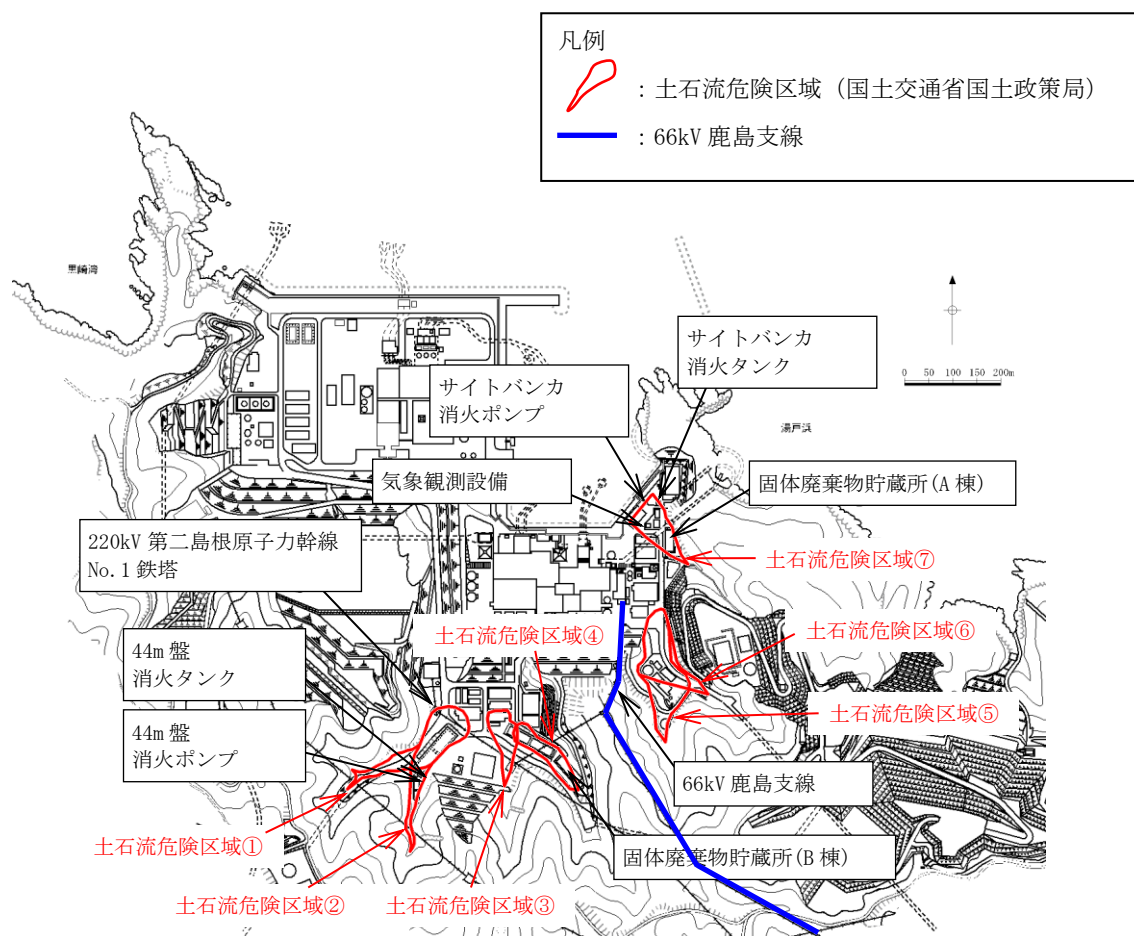 凡例
：土石流危険区域（国土交通省国土政策局）
：66kV 鹿島支線
黒崎湾
サイトバンカ
消火タンク
0 50 100 150 200m
サイトバンカ
消火ポンプ
湯戸浜
気象観測設備
固体廃棄物貯蔵所(A 棟)
220kV 第二島根原子力幹線
No.1 鉄塔
土石流危険区域⑦
土石流危険区域④
土石流危険区域⑥
44m 盤
消火タンク
土石流危険区域⑤
44m 盤
消火ポンプ
66kV 鹿島支線
土石流危険区域①
固体廃棄物貯蔵所(B 棟)
土石流危険区域②
土石流危険区域③